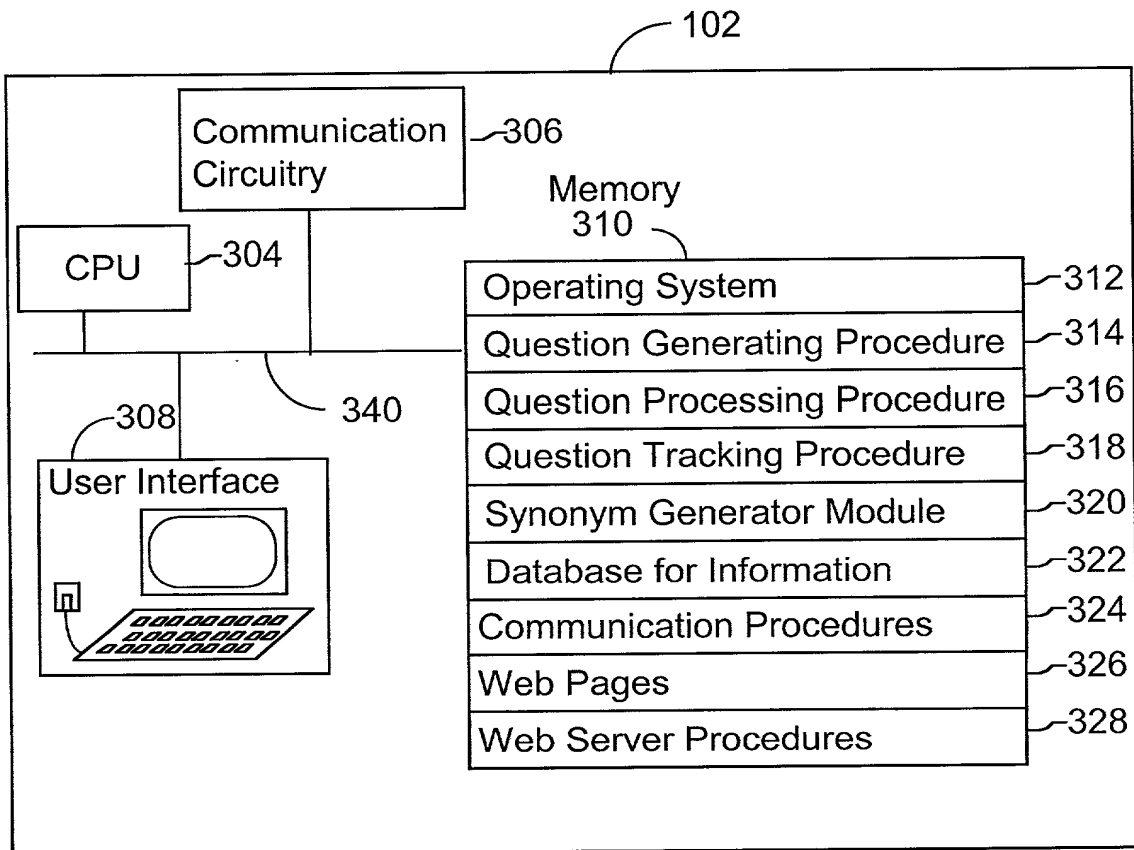 102
Communication
Circuitry
306
Memory
310
CPU
304
Operating System
312
Question Generating Procedure
314
Question Processing Procedure
316
340
308
Question Tracking Procedure
318
User Interface
Synonym Generator Module
320
Database for Information
322
Communication Procedures
324
Web Pages
326
Web Server Procedures
328